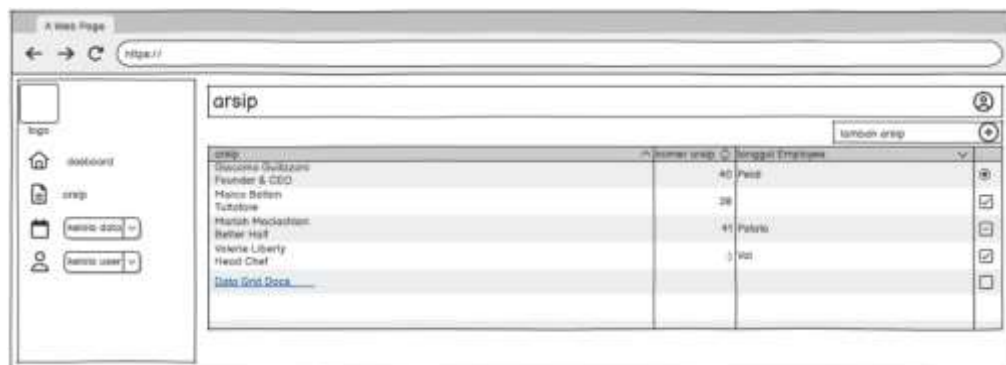 A Web Page
https://
logo
arsip
tambah arsip
dasboard
arsip
kelola data
kelola user
arsip
nomer arsip
tanggal Employee
Giacomo Guilizzoni
Founder & CEO
40
Peldi
Marco Botton
Tuttofare
38
Mariah Maclachlan
Better Half
41
Patata
Valerie Liberty
Head Chef
:)
Val
Data Grid Docs